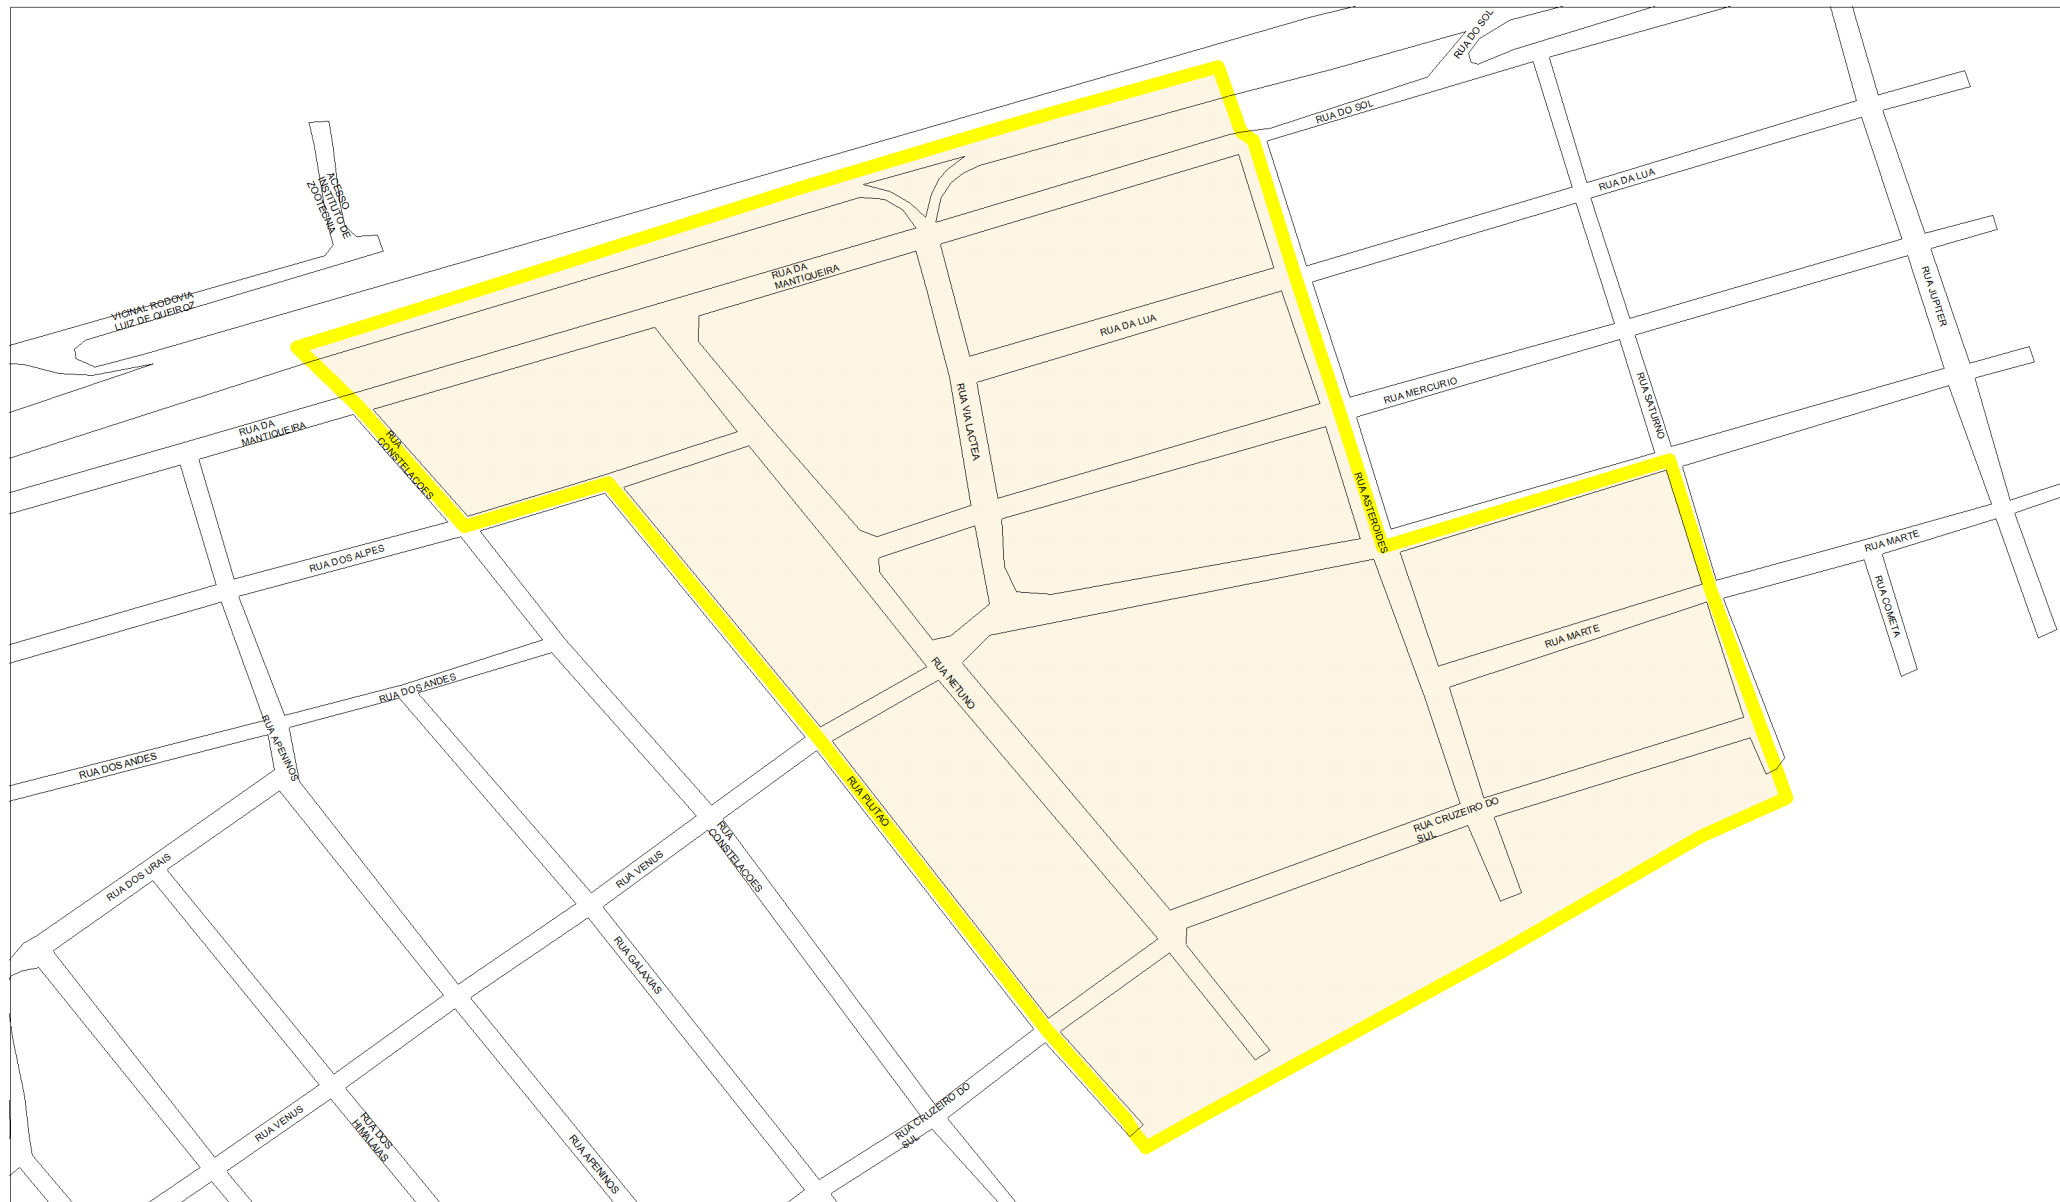 RUA DO SOL
RUA DO SOL
ACESSO
INSTITUTO DE
ZOOTECNIA
RUA DA LUA
RUA DA
MANTIQUEIRA
VICINAL RODOVIA
LUIZ DE QUEIROZ
RUA JUPITER
RUA DA LUA
RUA MERCURIO
RUA VIA LACTEA
RUA SATURNO
RUA DA
MANTIQUEIRA
RUA
CONSTELACOES
RUA ASTEROIDES
RUA DOS ALPES
RUA MARTE
RUA COMETA
RUA MARTE
RUA NETUNO
RUA DOS ANDES
RUA APENINOS
RUA DOS ANDES
RUA PLUTAO
RUA CRUZEIRO DO
SUL
RUA
CONSTELACOES
RUA VENUS
RUA DOS URAIS
RUA GALAXIAS
RUA CRUZEIRO DO
SUL
RUA VENUS
RUA DOS
HIMALAIAS
RUA APENINOS